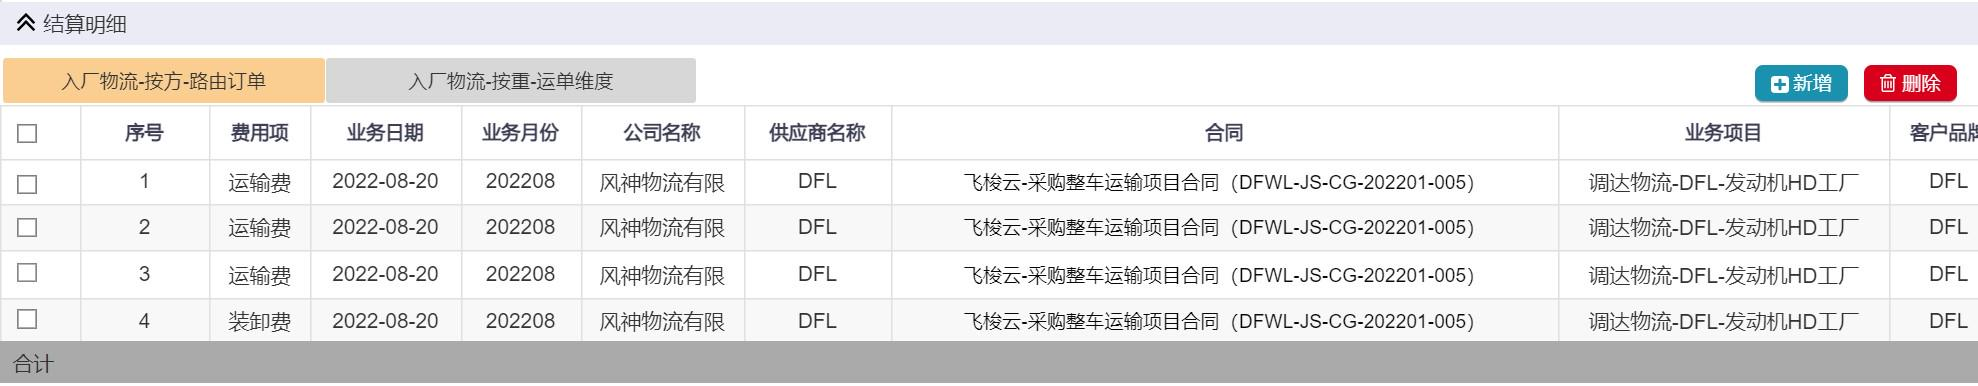 结算明细
入厂物流-按方-路由订单 入厂物流-按重-运单维度 新增 删除
序号 费用项 业务日期 业务月份 公司名称 供应商名称 合同 业务项目 客户品牌
1 运输费 2022-08-20 202208 风神物流有限 DFL 飞梭云-采购整车运输项目合同（DFWL-JS-CG-202201-005） 调达物流-DFL-发动机HD工厂 DFL
2 运输费 2022-08-20 202208 风神物流有限 DFL 飞梭云-采购整车运输项目合同（DFWL-JS-CG-202201-005） 调达物流-DFL-发动机HD工厂 DFL
3 运输费 2022-08-20 202208 风神物流有限 DFL 飞梭云-采购整车运输项目合同（DFWL-JS-CG-202201-005） 调达物流-DFL-发动机HD工厂 DFL
4 装卸费 2022-08-20 202208 风神物流有限 DFL 飞梭云-采购整车运输项目合同（DFWL-JS-CG-202201-005） 调达物流-DFL-发动机HD工厂 DFL
合计